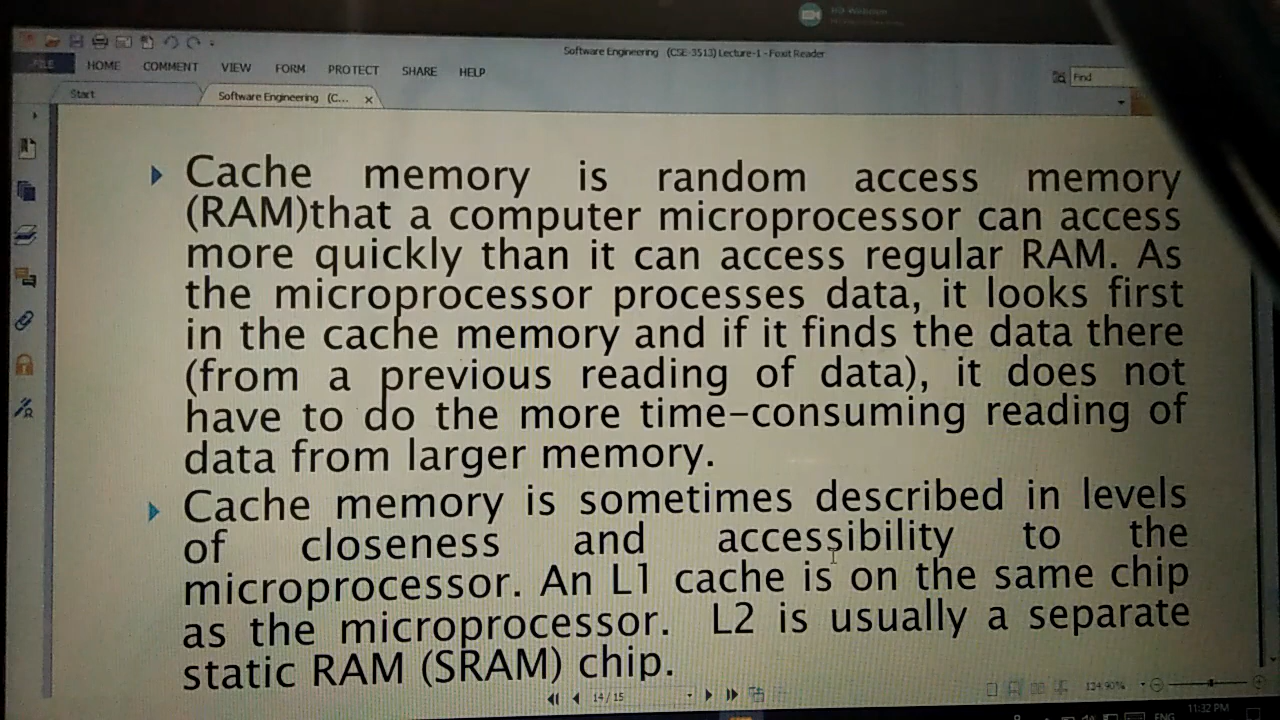 Software Engineering (CSE-3513) Lecture-1 - Foxit Reader
FILE HOME COMMENT VIEW FORM PROTECT SHARE HELP
Find
Start
Software Engineering (C... x
Cache memory is random access memory
(RAM)that a computer microprocessor can access
more quickly than it can access regular RAM. As
the microprocessor processes data, it looks first
in the cache memory and if it finds the data there
(from a previous reading of data), it does not
have to do the more time-consuming reading of
data from larger memory.
Cache memory is sometimes described in levels
of closeness and accessibility to the
microprocessor. An L1 cache is on the same chip
as the microprocessor. L2 is usually a separate
static RAM (SRAM) chip.
14/15
124.90%
ENG
11:32 PM